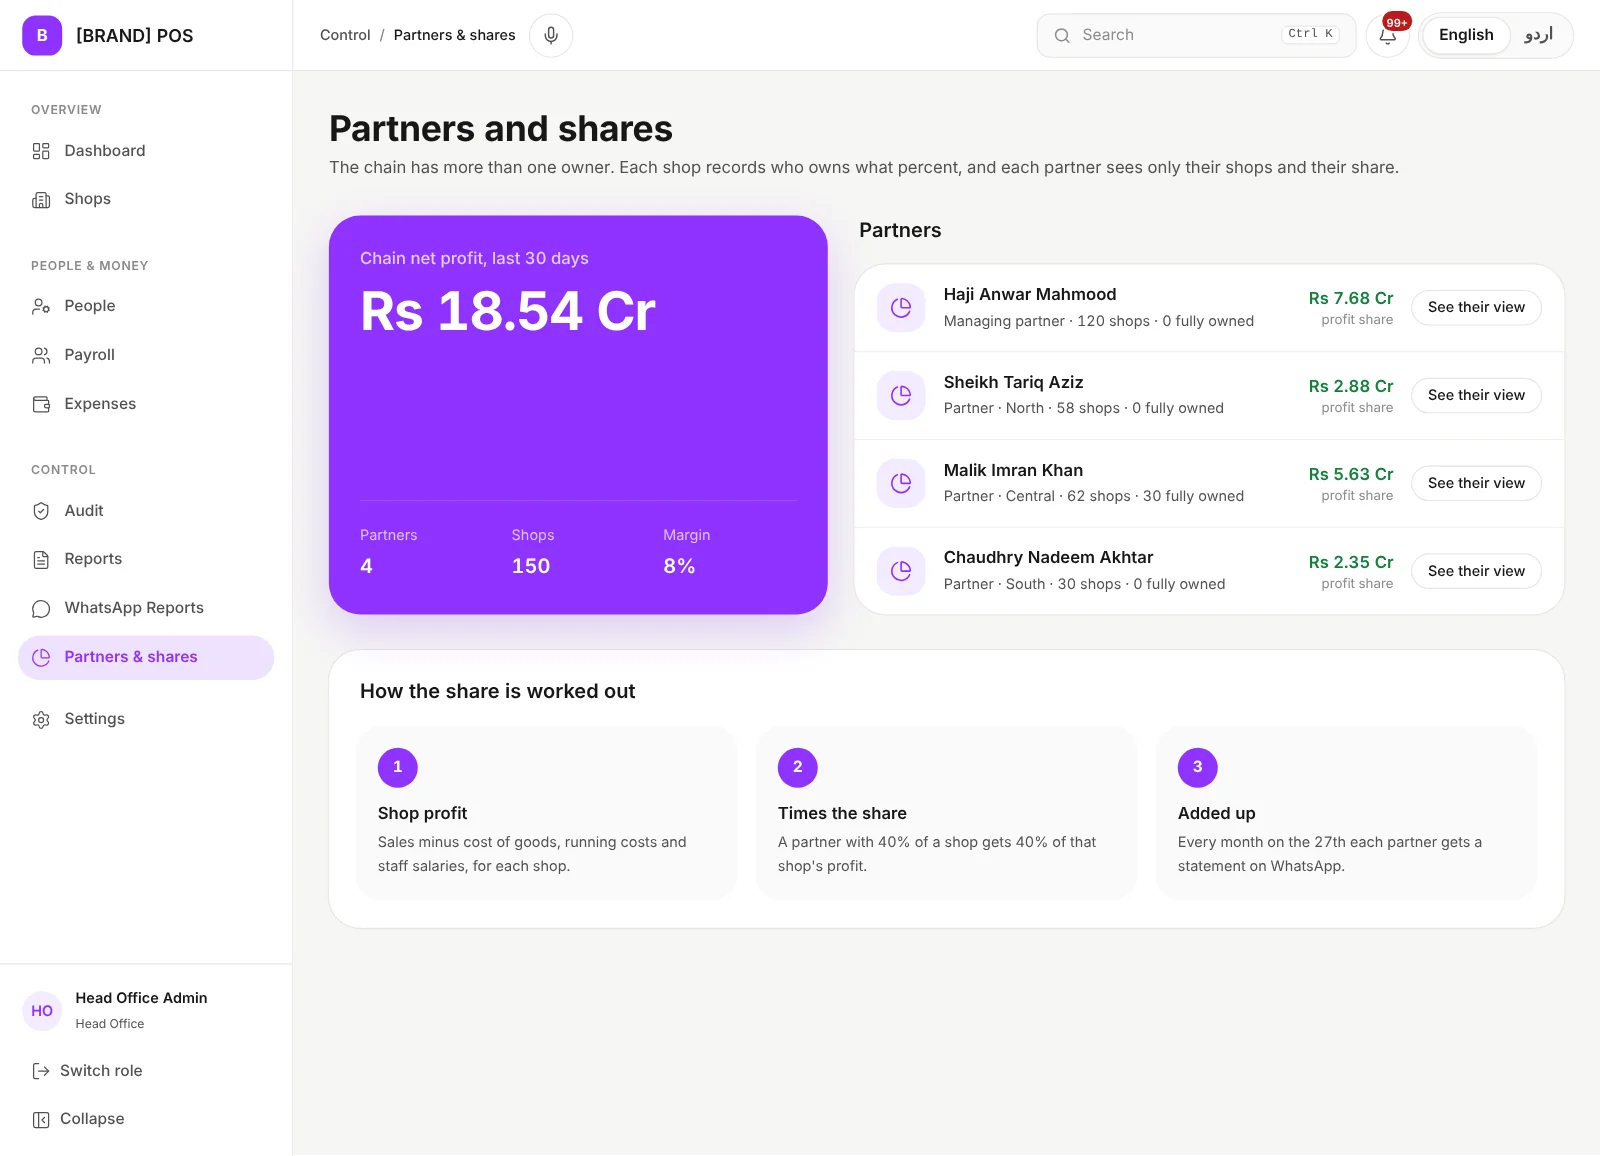 B
[BRAND] POS
Control / Partners & shares
Search
Ctrl K
99+
English
اردو
OVERVIEW
Dashboard
Shops
PEOPLE & MONEY
People
Payroll
Expenses
CONTROL
Audit
Reports
WhatsApp Reports
Partners & shares
Settings
HO
Head Office Admin
Head Office
Switch role
Collapse
Partners and shares
The chain has more than one owner. Each shop records who owns what percent, and each partner sees only their shops and their share.
Chain net profit, last 30 days
Rs 18.54 Cr
Partners
4
Shops
150
Margin
8%
Partners
Haji Anwar Mahmood
Managing partner · 120 shops · 0 fully owned
Rs 7.68 Cr
profit share
See their view
Sheikh Tariq Aziz
Partner · North · 58 shops · 0 fully owned
Rs 2.88 Cr
profit share
See their view
Malik Imran Khan
Partner · Central · 62 shops · 30 fully owned
Rs 5.63 Cr
profit share
See their view
Chaudhry Nadeem Akhtar
Partner · South · 30 shops · 0 fully owned
Rs 2.35 Cr
profit share
See their view
How the share is worked out
1
Shop profit
Sales minus cost of goods, running costs and
staff salaries, for each shop.
2
Times the share
A partner with 40% of a shop gets 40% of that
shop's profit.
3
Added up
Every month on the 27th each partner gets a
statement on WhatsApp.